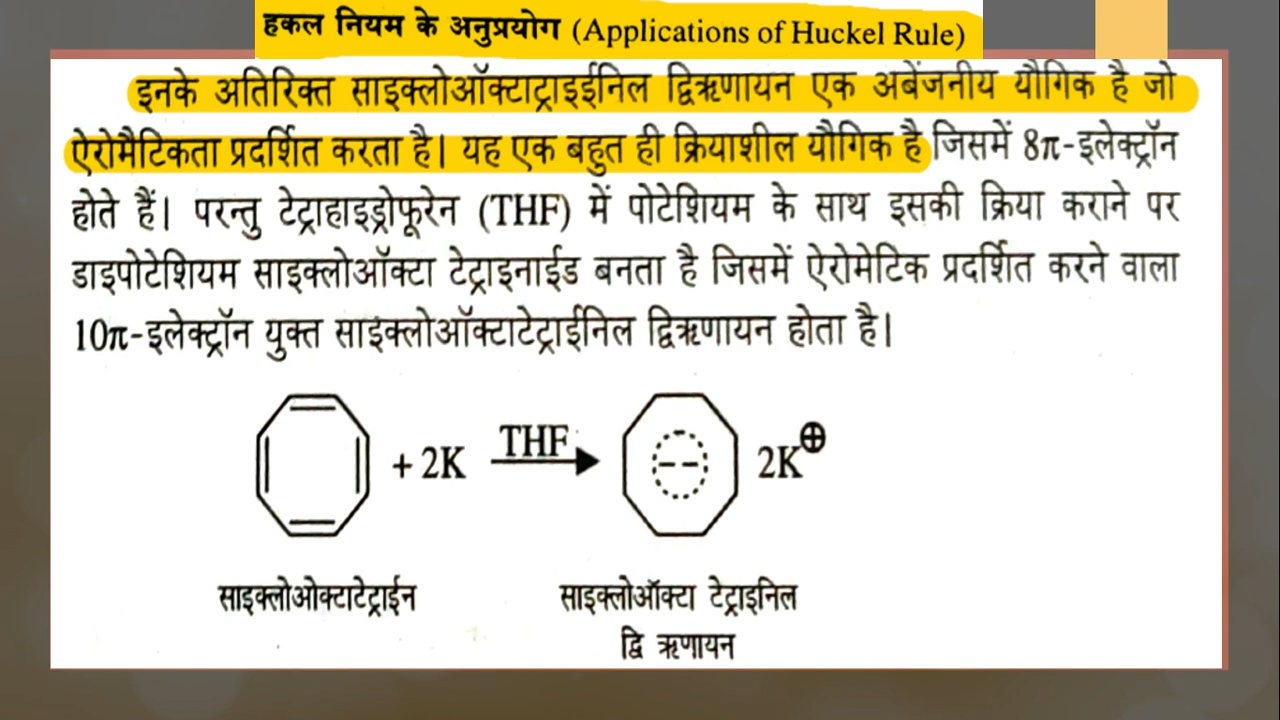 हकल नियम के अनुप्रयोग (Applications of Huckel Rule)
इनके अतिरिक्त साइक्लोऑक्टाट्राइईनिल द्विऋणायन एक अबेंजनीय यौगिक है जो
ऐरोमैटिकता प्रदर्शित करता है। यह एक बहुत ही क्रियाशील यौगिक है जिसमें 8π-इलेक्ट्रॉन
होते हैं। परन्तु टेट्राहाइड्रोफूरेन (THF) में पोटेशियम के साथ इसकी क्रिया कराने पर
डाइपोटेशियम साइक्लोऑक्टा टेट्राइनाईड बनता है जिसमें ऐरोमेटिक प्रदर्शित करने वाला
10π-इलेक्ट्रॉन युक्त साइक्लोऑक्टाटेट्राईनिल द्विऋणायन होता है।
+ 2K THF 2K⊕
साइक्लोओक्टाटेट्राईन साइक्लोऑक्टा टेट्राइनिल
द्वि ऋणायन